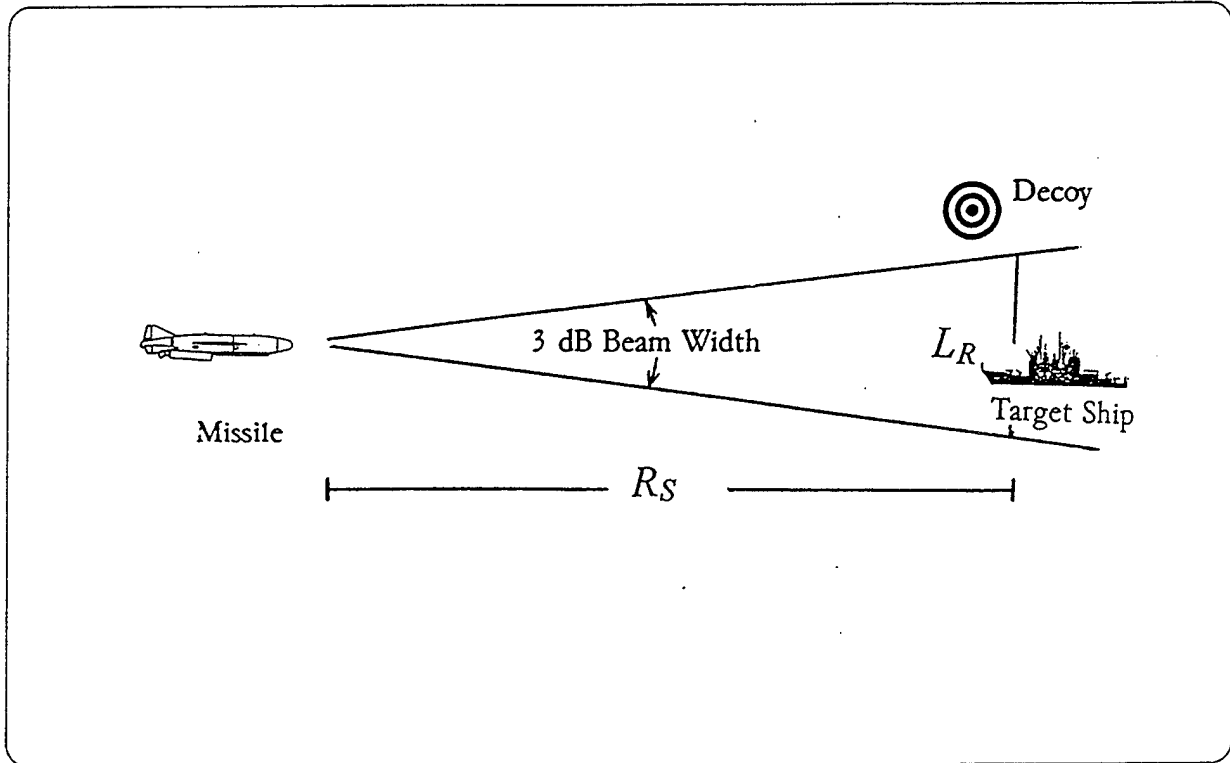 Decoy
3 dB Beam Width
L_R
Target Ship
Missile
R_S